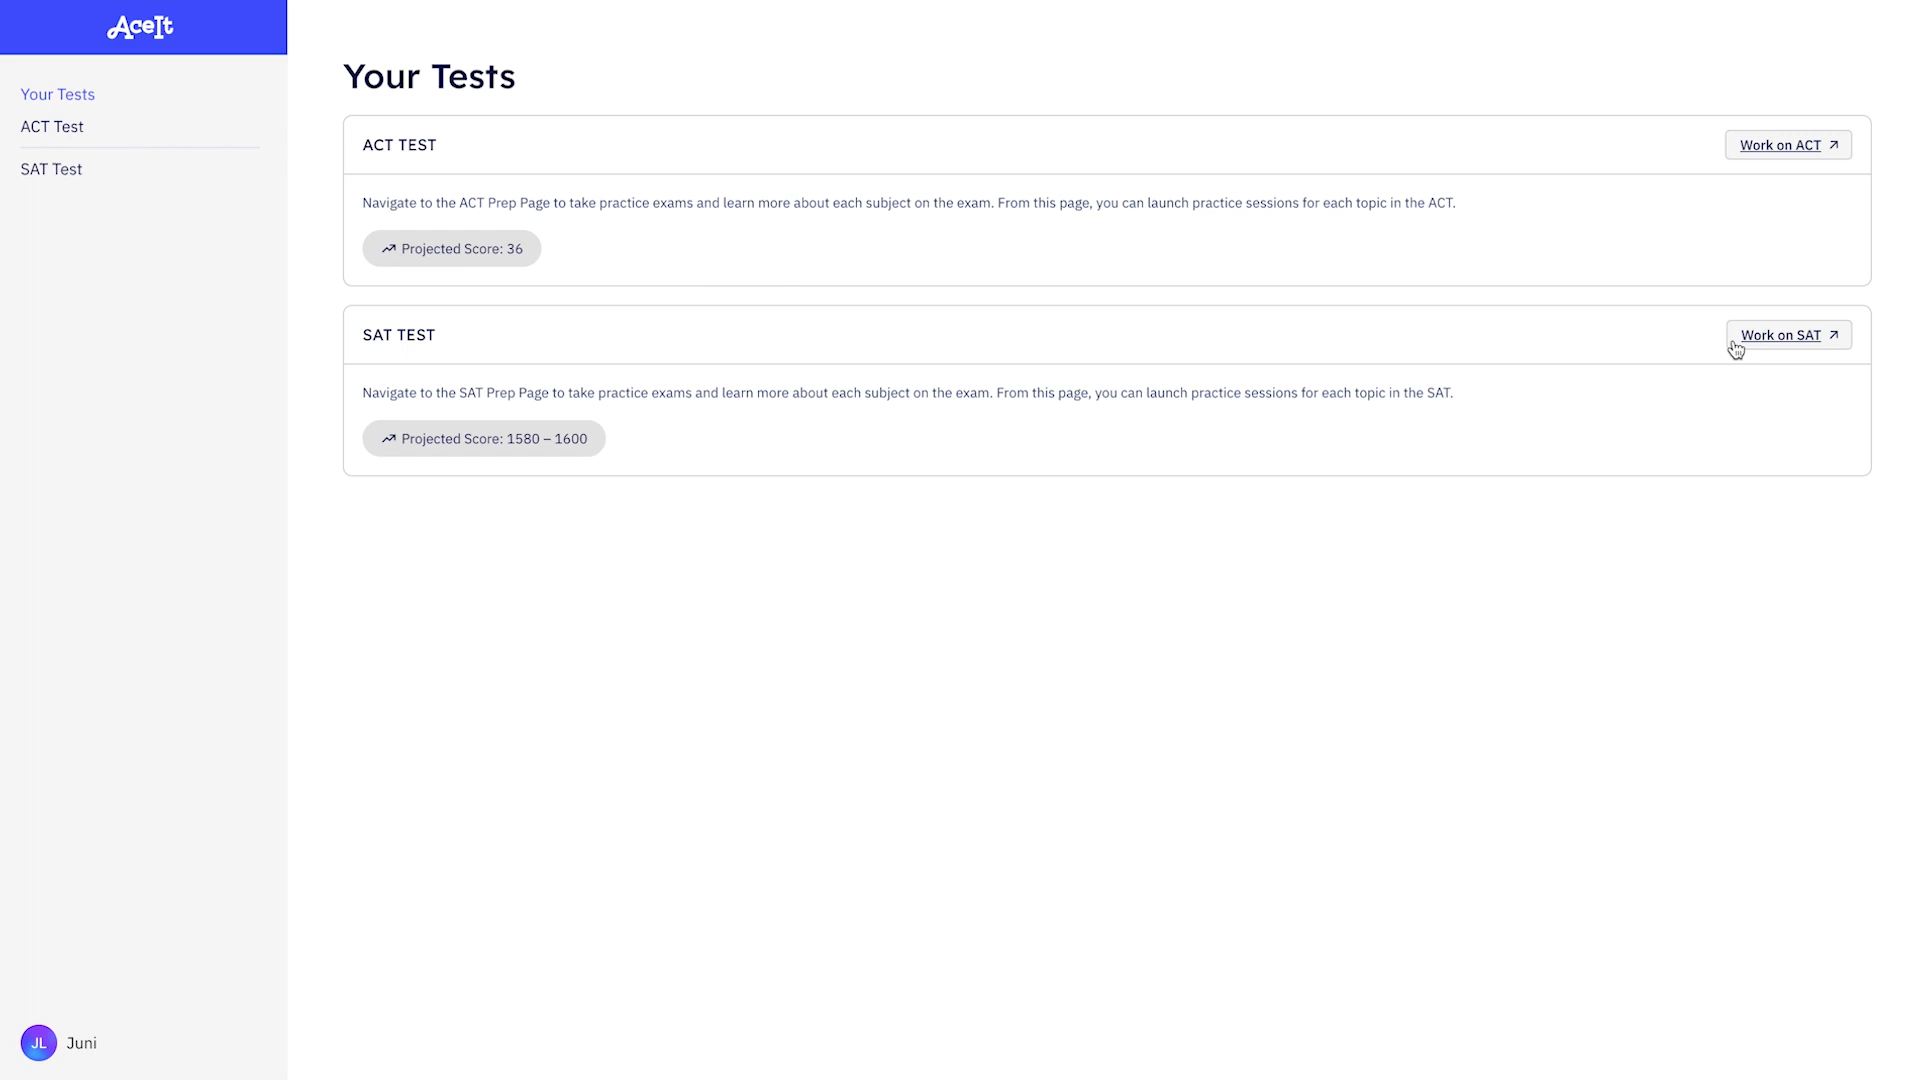 AceIt
Your Tests
ACT Test
SAT Test
Your Tests
ACT TEST
Work on ACT
Navigate to the ACT Prep Page to take practice exams and learn more about each subject on the exam. From this page, you can launch practice sessions for each topic in the ACT.
Projected Score: 36
SAT TEST
Work on SAT
Navigate to the SAT Prep Page to take practice exams and learn more about each subject on the exam. From this page, you can launch practice sessions for each topic in the SAT.
Projected Score: 1580 – 1600
JL Juni